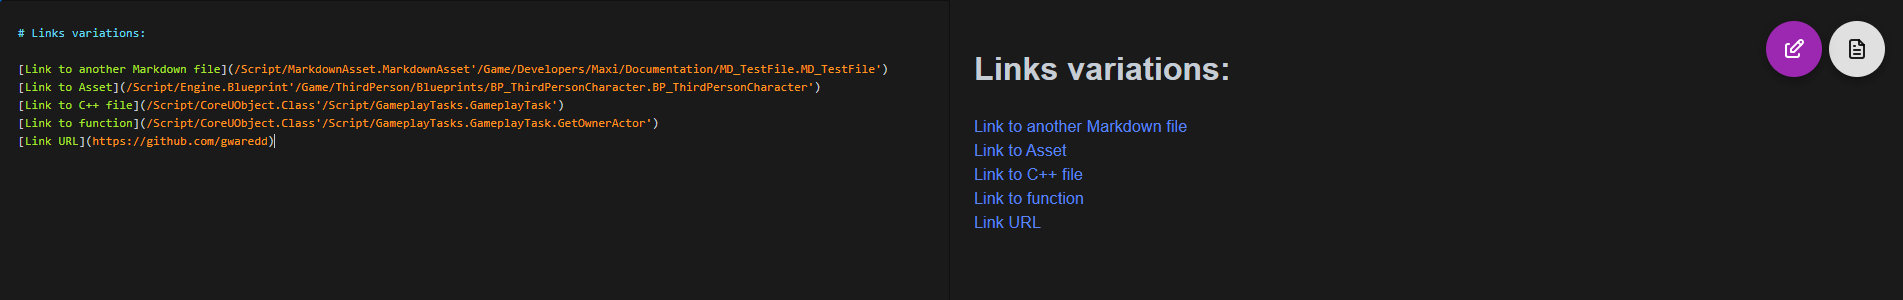 # Links variations:
[Link to another Markdown file](/Script/MarkdownAsset.MarkdownAsset'/Game/Developers/Maxi/Documentation/MD_TestFile.MD_TestFile')
[Link to Asset](/Script/Engine.Blueprint'/Game/ThirdPerson/Blueprints/BP_ThirdPersonCharacter.BP_ThirdPersonCharacter')
[Link to C++ file](/Script/CoreUObject.Class'/Script/GameplayTasks.GameplayTask')
[Link to function](/Script/CoreUObject.Class'/Script/GameplayTasks.GameplayTask.GetOwnerActor')
[Link URL](https://github.com/gwaredd)
Links variations:
Link to another Markdown file
Link to Asset
Link to C++ file
Link to function
Link URL